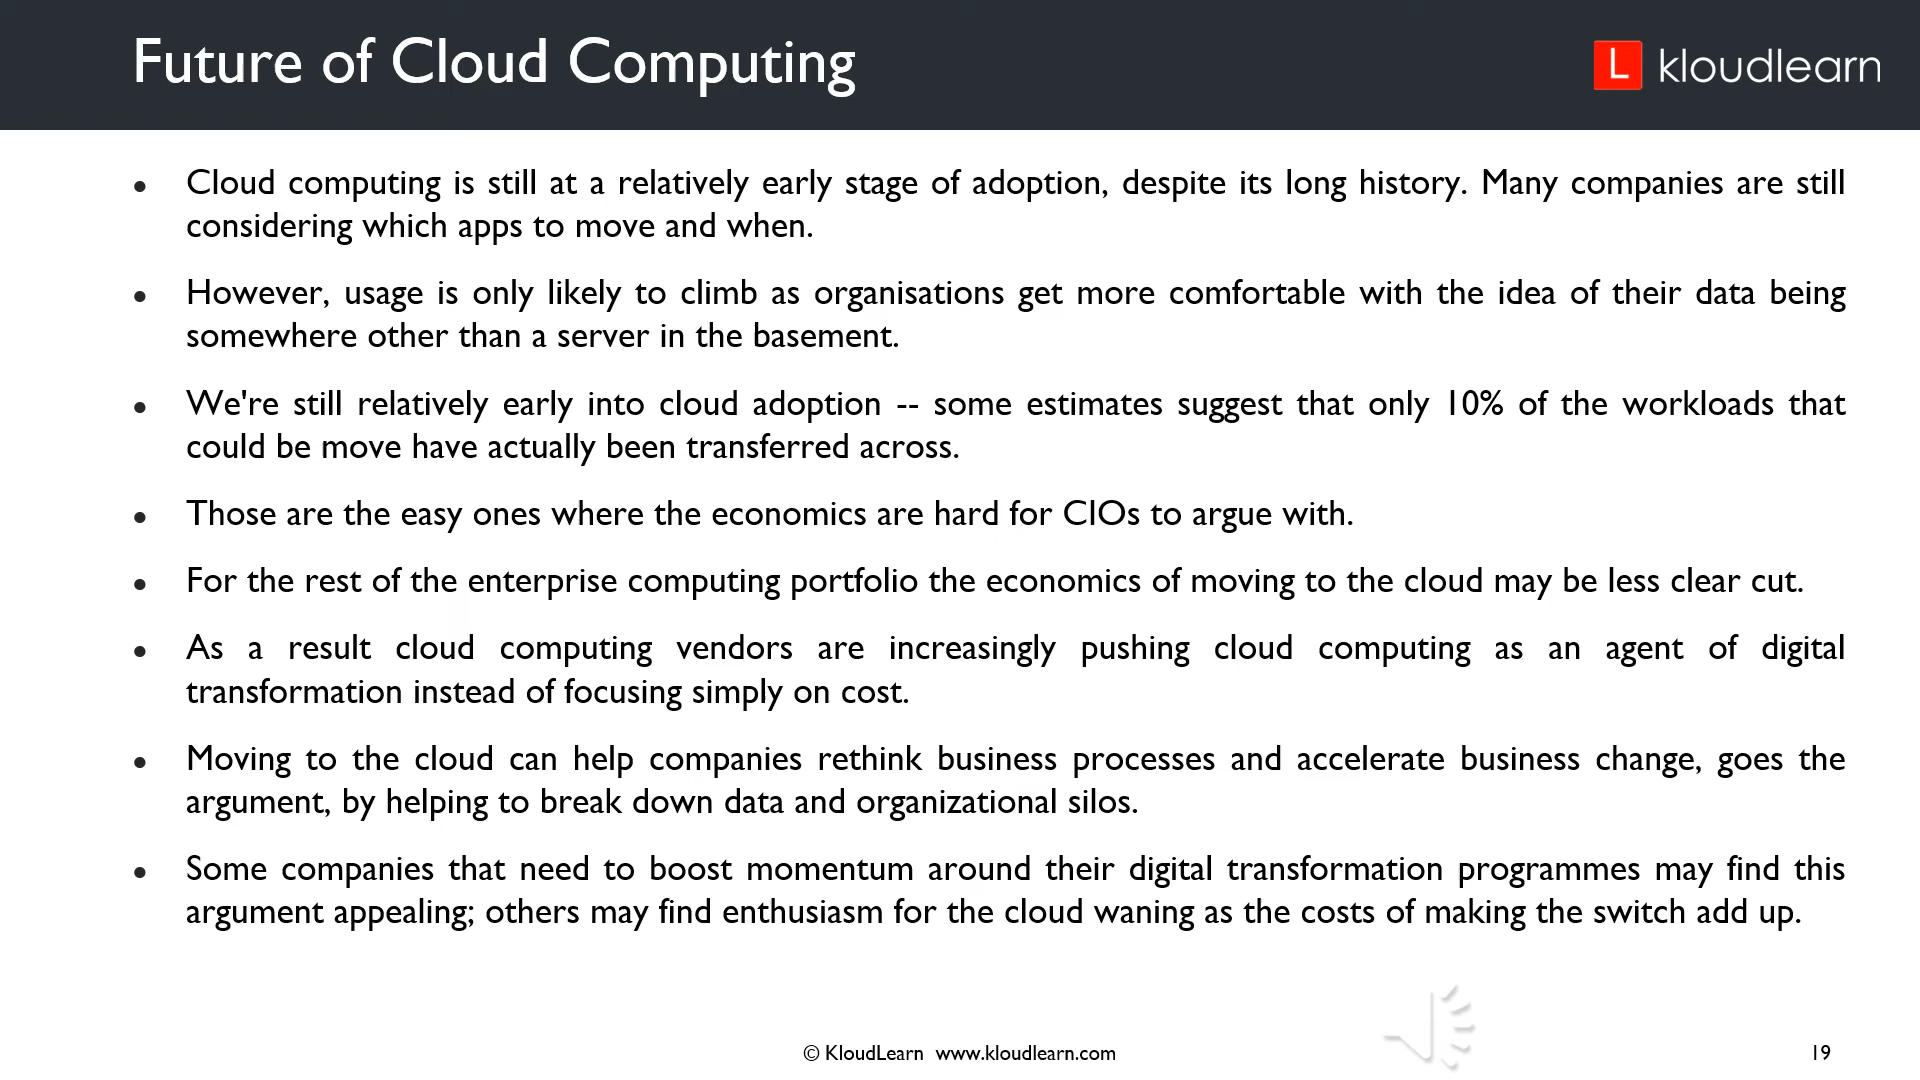 Future of Cloud Computing
L kloudlearn
• Cloud computing is still at a relatively early stage of adoption, despite its long history. Many companies are still
considering which apps to move and when.
• However, usage is only likely to climb as organisations get more comfortable with the idea of their data being
somewhere other than a server in the basement.
• We're still relatively early into cloud adoption -- some estimates suggest that only 10% of the workloads that
could be move have actually been transferred across.
• Those are the easy ones where the economics are hard for CIOs to argue with.
• For the rest of the enterprise computing portfolio the economics of moving to the cloud may be less clear cut.
• As a result cloud computing vendors are increasingly pushing cloud computing as an agent of digital
transformation instead of focusing simply on cost.
• Moving to the cloud can help companies rethink business processes and accelerate business change, goes the
argument, by helping to break down data and organizational silos.
• Some companies that need to boost momentum around their digital transformation programmes may find this
argument appealing; others may find enthusiasm for the cloud waning as the costs of making the switch add up.
© KloudLearn www.kloudlearn.com
19